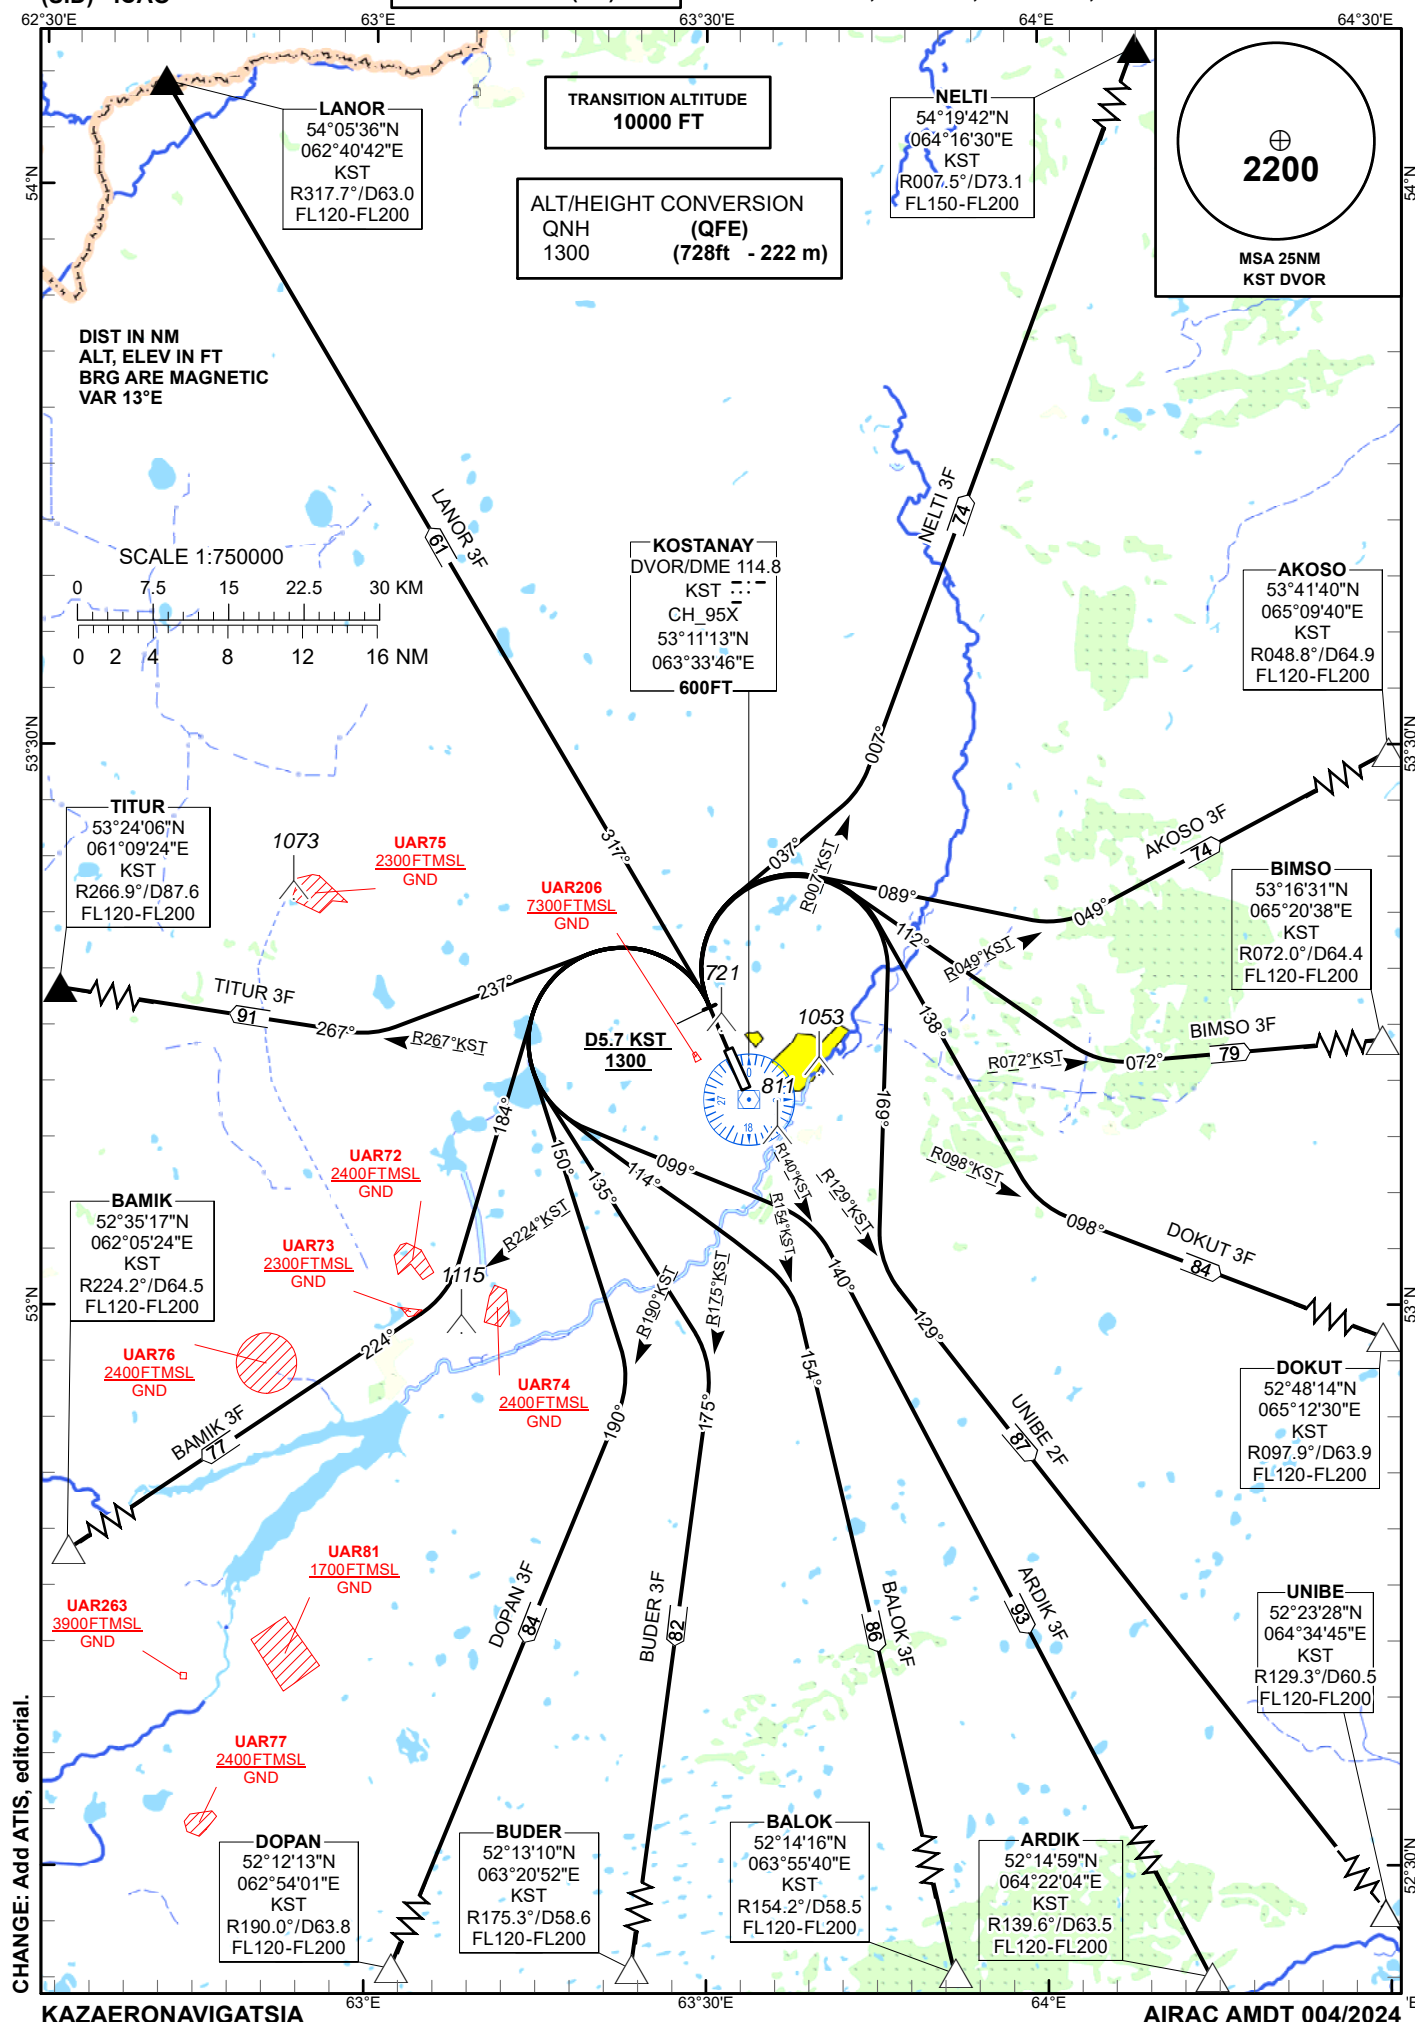 62°30'E
63°E
63°30'E
64°E
64°30'E
LANOR
54°05'36"N
062°40'42"E
KST
R317.7°/D63.0
FL120-FL200
TRANSITION ALTITUDE
10000 FT
ALT/HEIGHT CONVERSION
QNH (QFE)
1300 (728ft - 222 m)
NELTI
54°19'42"N
064°16'30"E
KST
R007.5°/D73.1
FL150-FL200
2200
MSA 25NM
KST DVOR
54°N
54°N
DIST IN NM
ALT, ELEV IN FT
BRG ARE MAGNETIC
VAR 13°E
SCALE 1:750000
0 7.5 15 22.5 30 KM
0 2 4 8 12 16 NM
LANOR 3F
61
317°
NELTI 3F
74
007°
037°
R007°KST
KOSTANAY
DVOR/DME 114.8
KST
CH_95X
53°11'13"N
063°33'46"E
600FT
AKOSO
53°41'40"N
065°09'40"E
KST
R048.8°/D64.9
FL120-FL200
53°30'N
53°30'N
AKOSO 3F
74
049°
089°
R049°KST
TITUR
53°24'06"N
061°09'24"E
KST
R266.9°/D87.6
FL120-FL200
1073
UAR75
2300FTMSL
GND
UAR206
7300FTMSL
GND
BIMSO
53°16'31"N
065°20'38"E
KST
R072.0°/D64.4
FL120-FL200
112°
BIMSO 3F
79
072°
R072°KST
TITUR 3F
91
267°
237°
R267°KST
721
D5.7 KST
1300
1053
811
0
27
18
138°
169°
184°
150°
135°
114°
099°
R140°KST
R154°KST
R129°KST
R098°KST
098°
DOKUT 3F
84
UAR72
2400FTMSL
GND
BAMIK
52°35'17"N
062°05'24"E
KST
R224.2°/D64.5
FL120-FL200
UAR73
2300FTMSL
GND
R224°KST
1115
R190°KST
R175°KST
140°
129°
154°
175°
190°
224°
53°N
53°N
UAR76
2400FTMSL
GND
UAR74
2400FTMSL
GND
DOKUT
52°48'14"N
065°12'30"E
KST
R097.9°/D63.9
FL120-FL200
BAMIK 3F
77
UNIBE 2F
87
UAR81
1700FTMSL
GND
UAR263
3900FTMSL
GND
DOPAN 3F
84
BUDER 3F
82
BALOK 3F
86
ARDIK 3F
93
UNIBE
52°23'28"N
064°34'45"E
KST
R129.3°/D60.5
FL120-FL200
UAR77
2400FTMSL
GND
DOPAN
52°12'13"N
062°54'01"E
KST
R190.0°/D63.8
FL120-FL200
BUDER
52°13'10"N
063°20'52"E
KST
R175.3°/D58.6
FL120-FL200
BALOK
52°14'16"N
063°55'40"E
KST
R154.2°/D58.5
FL120-FL200
ARDIK
52°14'59"N
064°22'04"E
KST
R139.6°/D63.5
FL120-FL200
52°30'N
CHANGE: Add ATIS, editorial.
63°E
63°30'E
64°E
'E
KAZAERONAVIGATSIA
AIRAC AMDT 004/2024